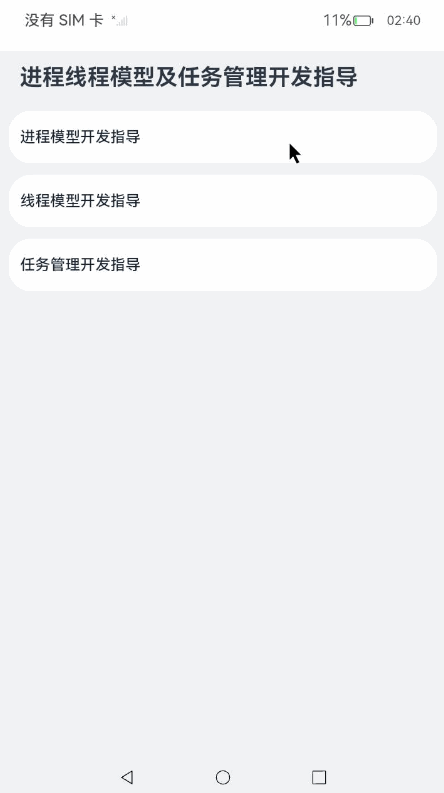 没有 SIM 卡 11% 02:40
进程线程模型及任务管理开发指导
进程模型开发指导
线程模型开发指导
任务管理开发指导